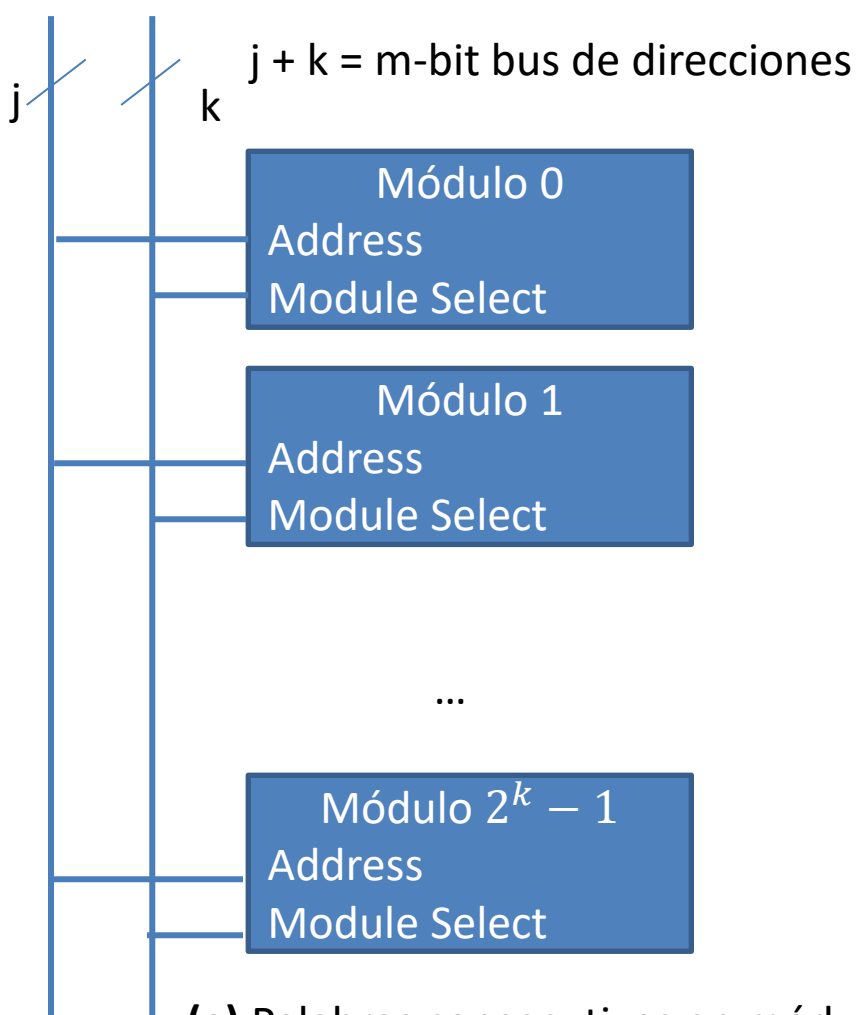 j + k = m-bit bus de direcciones
j
k
Módulo 0
Address
Module Select
Módulo 1
Address
Module Select
...
Módulo 2^k − 1
Address
Module Select